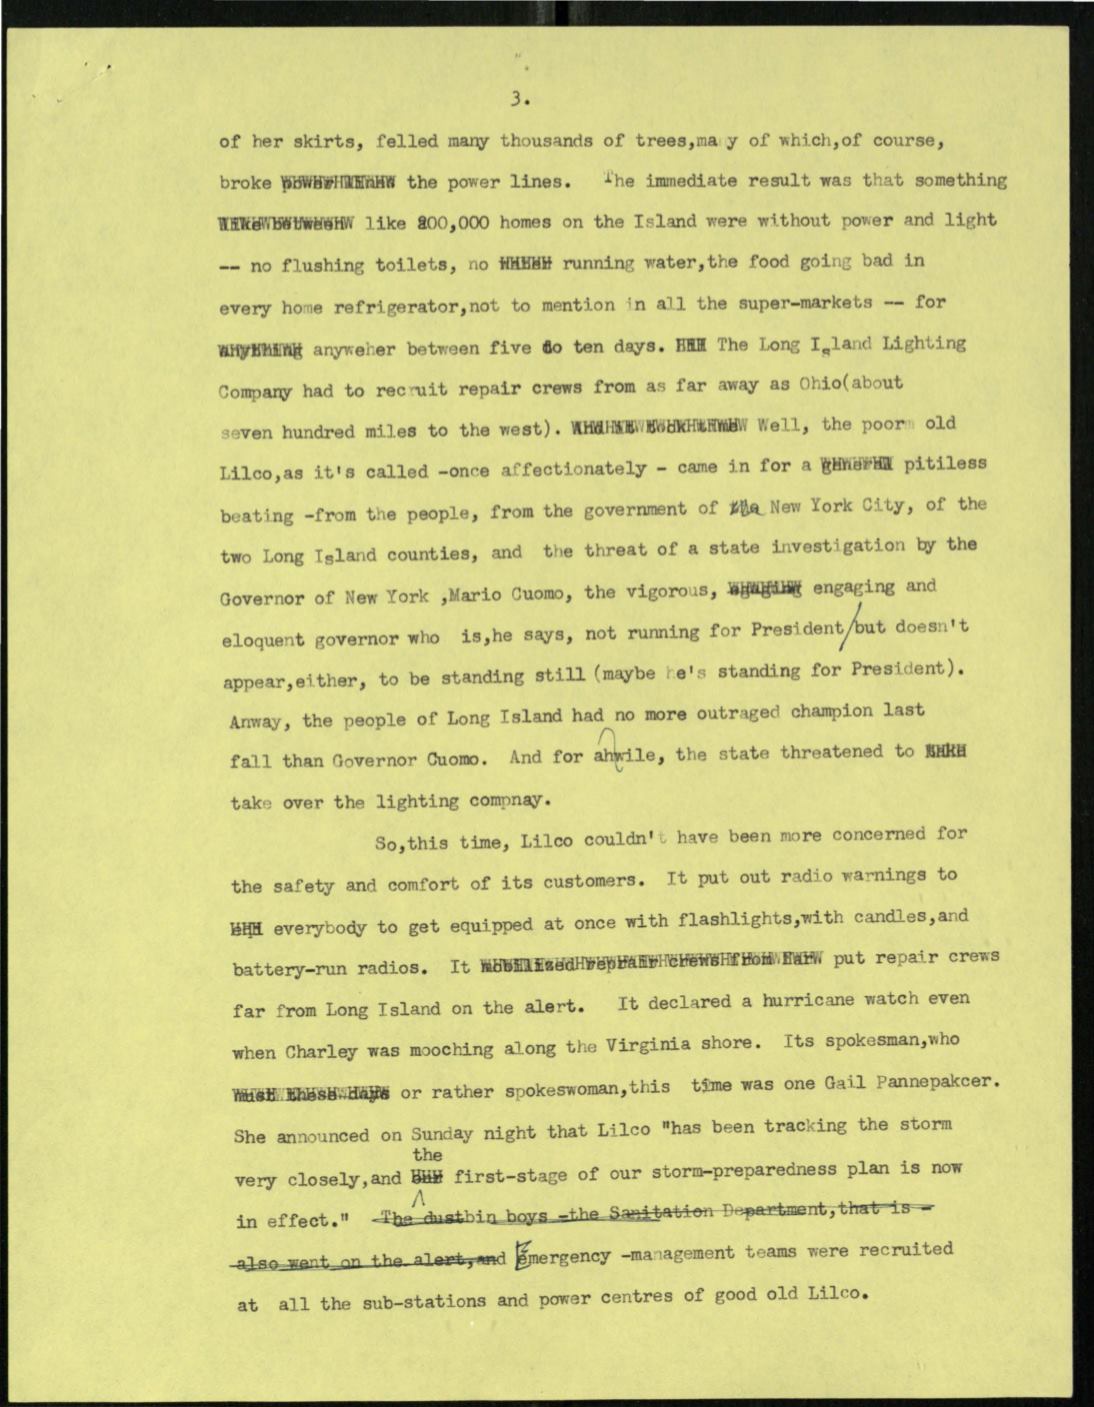 3.
of her skirts, felled many thousands of trees,ma y of which,of course,
broke the power lines. The immediate result was that something
like 200,000 homes on the Island were without power and light
-- no flushing toilets, no running water,the food going bad in
every home refrigerator,not to mention in all the super-markets -- for
anything anyweher between five to ten days. The Long Island Lighting
Company had to recruit repair crews from as far away as Ohio(about
seven hundred miles to the west). Well, the poor old
Lilco,as it's called -once affectionately - came in for a general pitiless
beating -from the people, from the government of the New York City, of the
two Long Island counties, and the threat of a state investigation by the
Governor of New York ,Mario Cuomo, the vigorous, engaging and
eloquent governor who is,he says, not running for President/but doesn't
appear,either, to be standing still (maybe he's standing for President).
Anway, the people of Long Island had no more outraged champion last
fall than Governor Cuomo. And for ahwile, the state threatened to
take over the lighting compnay.
So,this time, Lilco couldn't have been more concerned for
the safety and comfort of its customers. It put out radio warnings to
everybody to get equipped at once with flashlights,with candles,and
battery-run radios. It mobilized reprair crews from far put repair crews
far from Long Island on the alert. It declared a hurricane watch even
when Charley was mooching along the Virginia shore. Its spokesman,who
must these days or rather spokeswoman,this time was one Gail Pannepakcer.
She announced on Sunday night that Lilco "has been tracking the storm
the
very closely,and first-stage of our storm-preparedness plan is now
in effect." The dustbin boys -the Sanitation Department,that is -
also went on the alert,and Emergency -management teams were recruited
at all the sub-stations and power centres of good old Lilco.